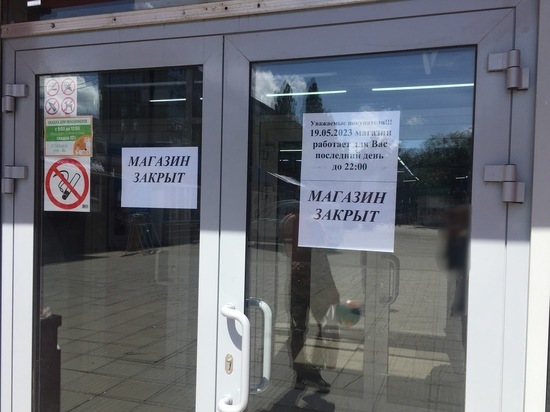 МАГАЗИН
ЗАКРЫТ
Уважаемые покупатели!!!
19.05.2023 магазин
работает для Вас
последний день
до 22:00
МАГАЗИН
ЗАКРЫТ